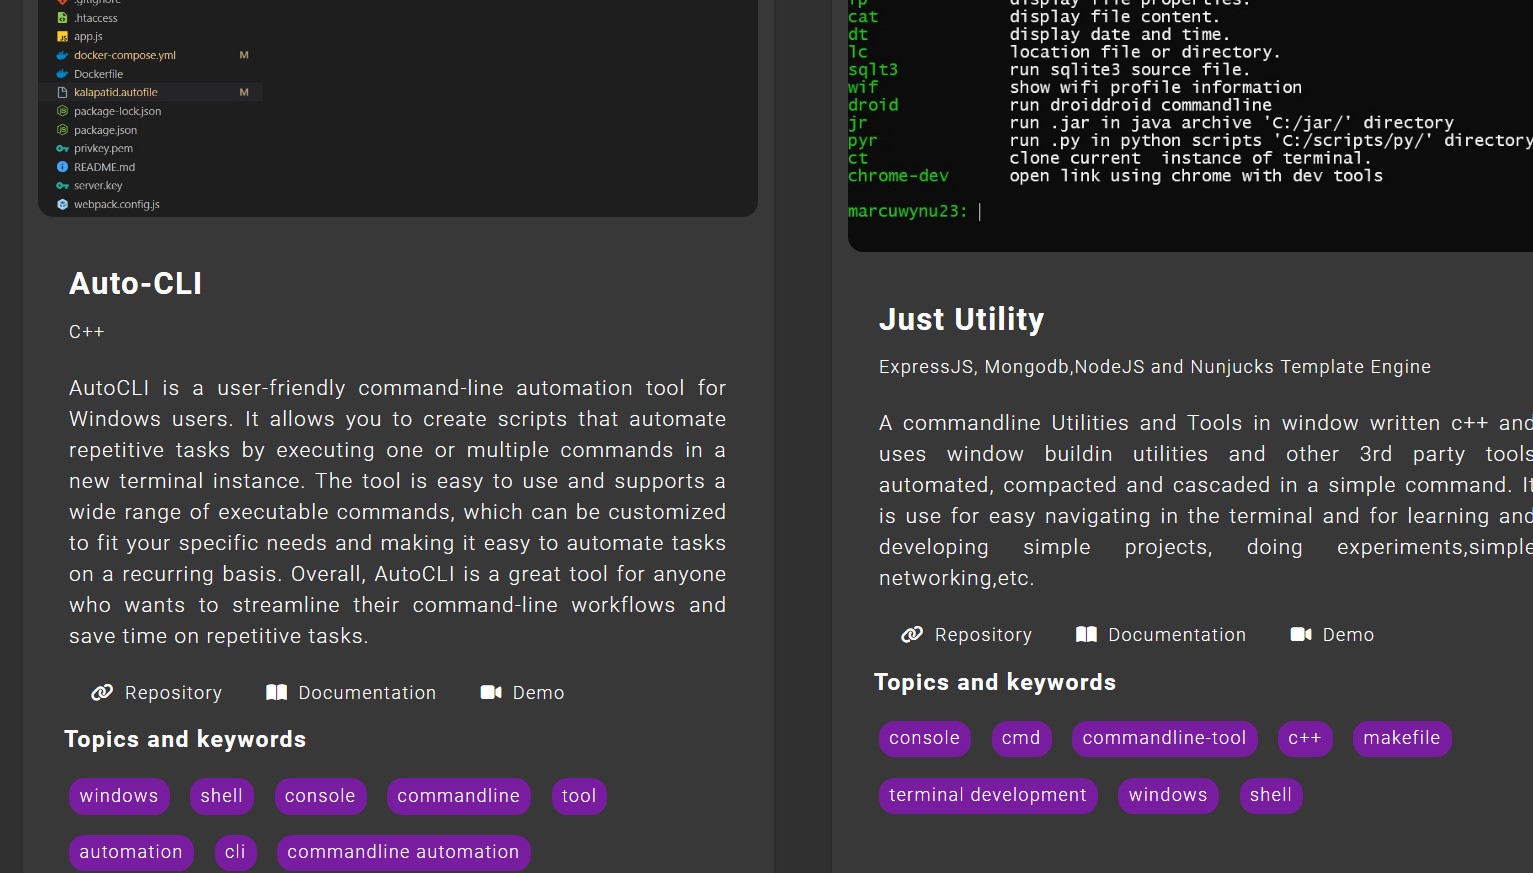 .gitignore
.htaccess
app.js
docker-compose.yml M
Dockerfile
kalapatid.autofile M
package-lock.json
package.json
privkey.pem
README.md
server.key
webpack.config.js
Auto-CLI
C++
AutoCLI is a user-friendly command-line automation tool for
Windows users. It allows you to create scripts that automate
repetitive tasks by executing one or multiple commands in a
new terminal instance. The tool is easy to use and supports a
wide range of executable commands, which can be customized
to fit your specific needs and making it easy to automate tasks
on a recurring basis. Overall, AutoCLI is a great tool for anyone
who wants to streamline their command-line workflows and
save time on repetitive tasks.
Repository Documentation Demo
Topics and keywords
windows shell console commandline tool
automation cli commandline automation
fp display file properties.
cat display file content.
dt display date and time.
lc location file or directory.
sqlt3 run sqlite3 source file.
wif show wifi profile information
droid run droiddroid commandline
jr run .jar in java archive 'C:/jar/' directory
pyr run .py in python scripts 'C:/scripts/py/' directory
ct clone current instance of terminal.
chrome-dev open link using chrome with dev tools
marcuwynu23:
Just Utility
ExpressJS, Mongodb,NodeJS and Nunjucks Template Engine
A commandline Utilities and Tools in window written c++ and
uses window buildin utilities and other 3rd party tools
automated, compacted and cascaded in a simple command. It
is use for easy navigating in the terminal and for learning and
developing simple projects, doing experiments,simple
networking,etc.
Repository Documentation Demo
Topics and keywords
console cmd commandline-tool c++ makefile
terminal development windows shell